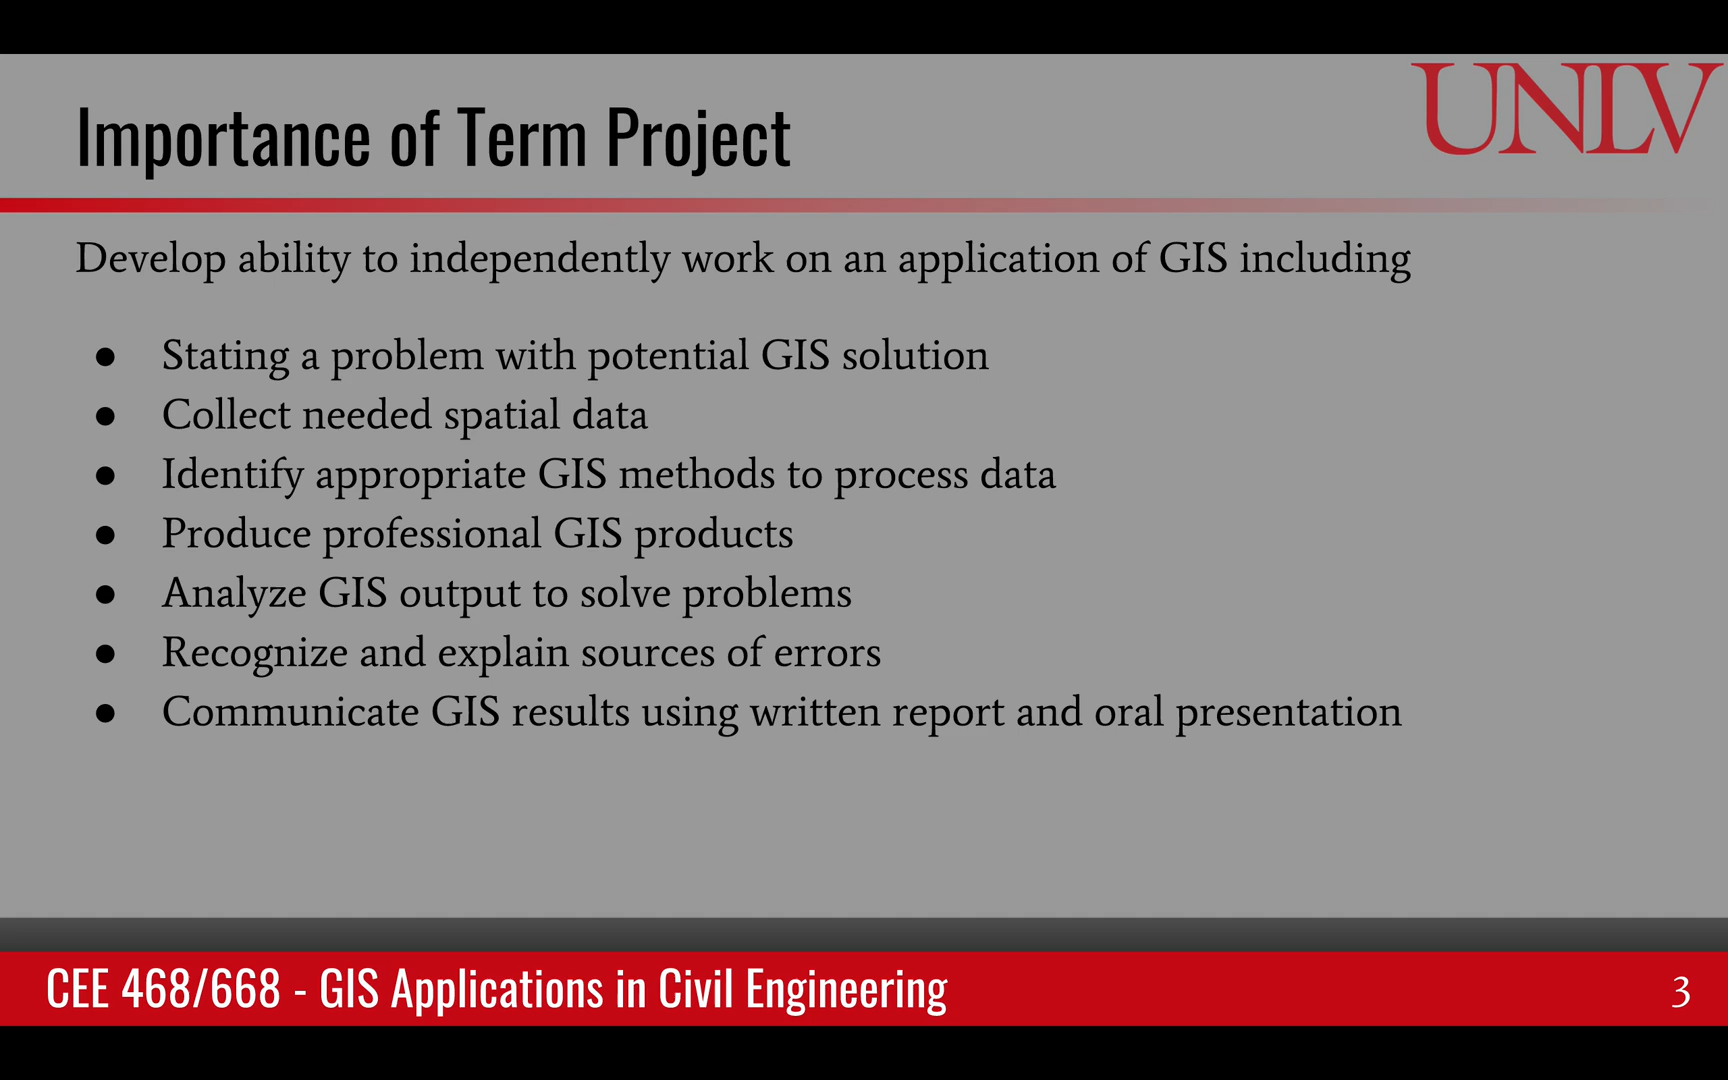 UNLV
Importance of Term Project
Develop ability to independently work on an application of GIS including
● Stating a problem with potential GIS solution
● Collect needed spatial data
● Identify appropriate GIS methods to process data
● Produce professional GIS products
● Analyze GIS output to solve problems
● Recognize and explain sources of errors
● Communicate GIS results using written report and oral presentation
CEE 468/668 - GIS Applications in Civil Engineering
3